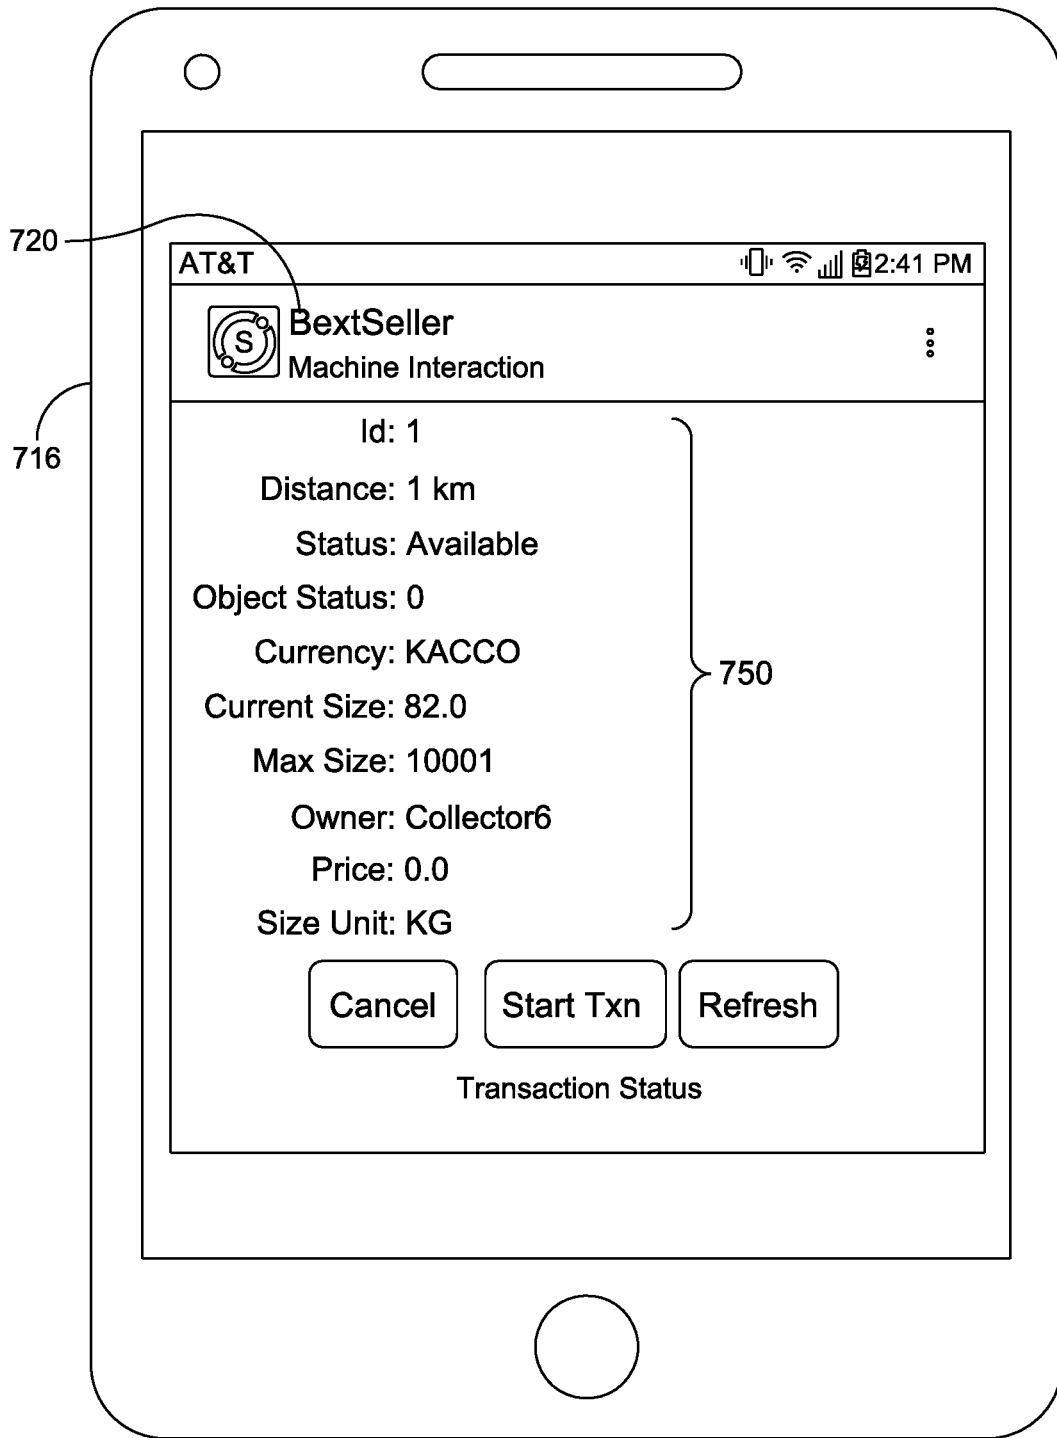 720
AT&T 2:41 PM
BextSeller
Machine Interaction
S
716
Id: 1
Distance: 1 km
Status: Available
Object Status: 0
Currency: KACCO
750
Current Size: 82.0
Max Size: 10001
Owner: Collector6
Price: 0.0
Size Unit: KG
Cancel Start Txn Refresh
Transaction Status